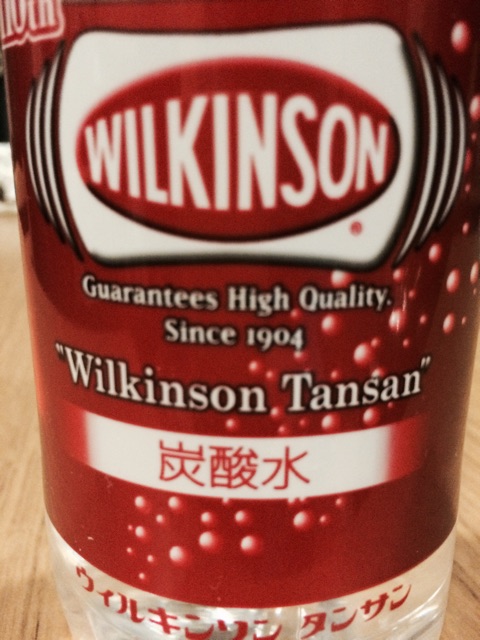 110th
WILKINSON
®
Guarantees High Quality.
Since 1904
"Wilkinson Tansan"
炭酸水
ウィルキンソン タンサン